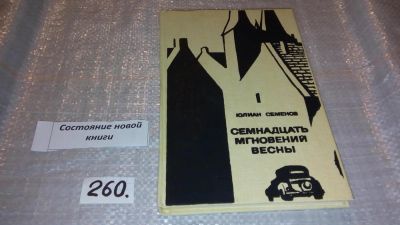 Состояние новой
книги
260.
ЮЛИАН СЕМЕНОВ
СЕМНАДЦАТЬ
МГНОВЕНИЙ
ВЕСНЫ